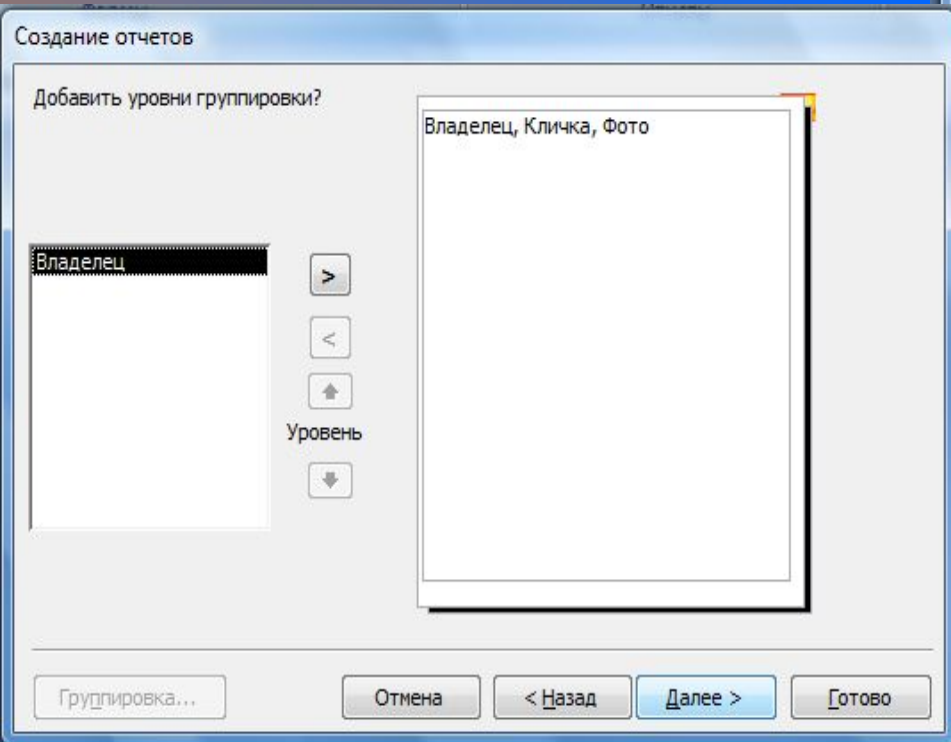 Создание отчетов
Добавить уровни группировки?
Владелец, Кличка, Фото
Владелец
>
<
Уровень
Группировка...
Отмена
< Назад
Далее >
Готово